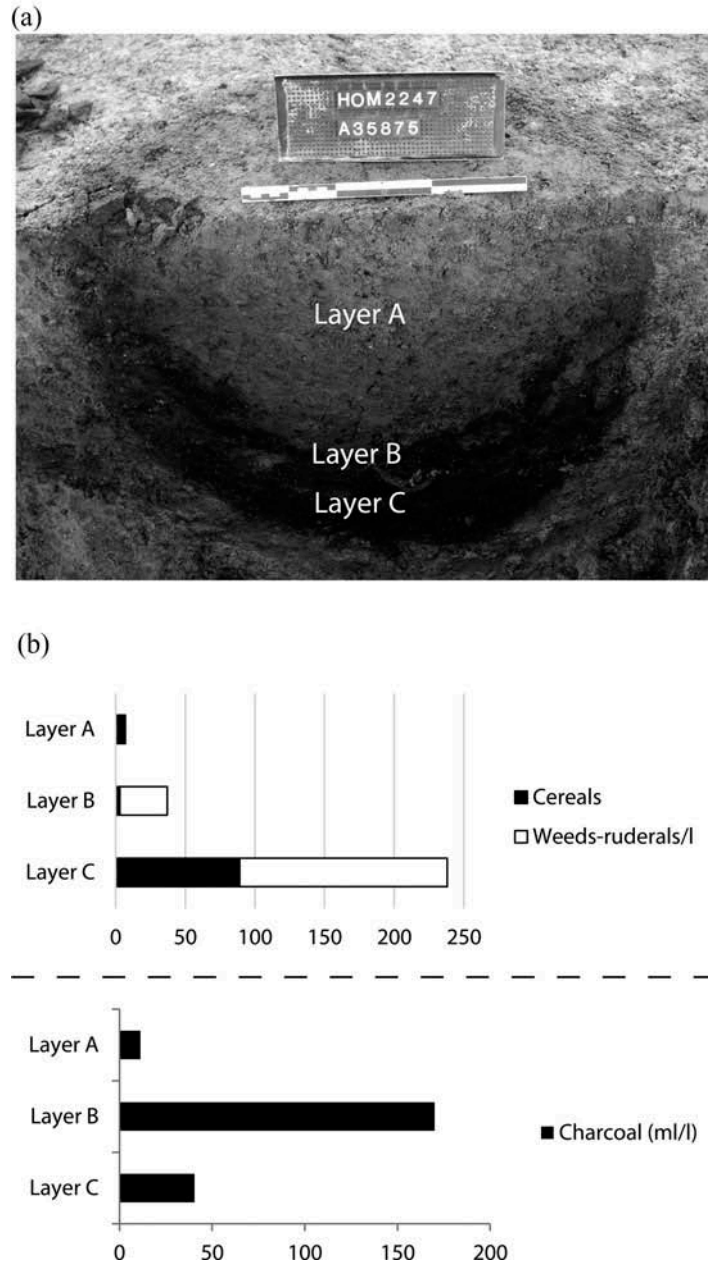 (a)
HOM2247
A35875
Layer A
Layer B
Layer C
(b)
Layer A
Layer B
Layer C
0 50 100 150 200 250
Cereals
Weeds-ruderals/l
Layer A
Layer B
Layer C
0 50 100 150 200
Charcoal (ml/l)